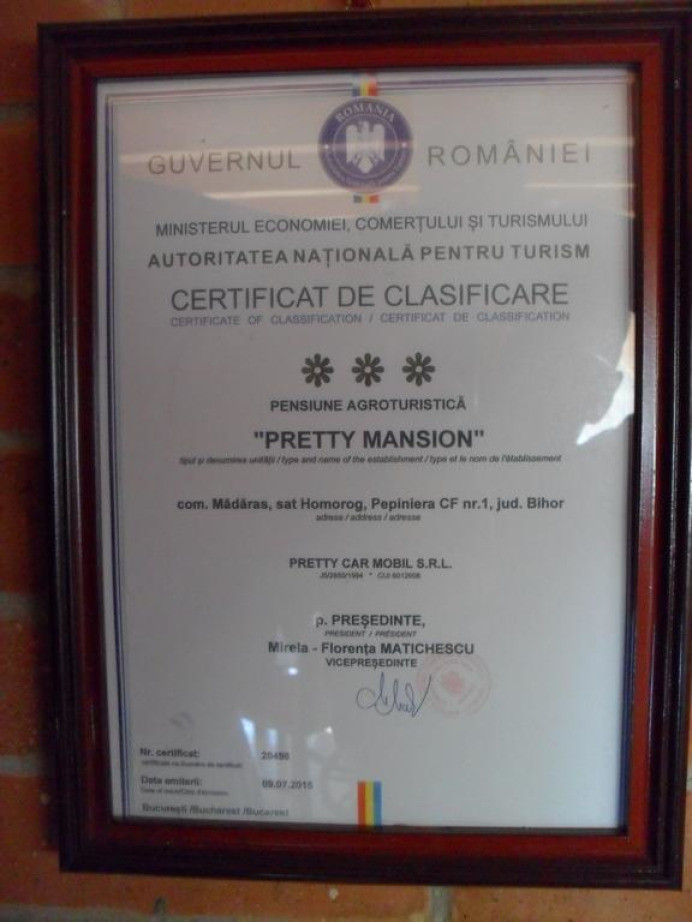 ROMANIA
GUVERNUL ROMÂNIEI
MINISTERUL ECONOMIEI, COMERȚULUI ȘI TURISMULUI
AUTORITATEA NAȚIONALĂ PENTRU TURISM
CERTIFICAT DE CLASIFICARE
CERTIFICATE OF CLASSIFICATION / CERTIFICAT DE CLASSIFICATION
PENSIUNE AGROTURISTICĂ
"PRETTY MANSION"
tipul și denumirea unității / type and name of the establishment / type et le nom de l'établissement
com. Mădăras, sat Homorog, Pepiniera CF nr.1, jud. Bihor
adresa / address / adresse
PRETTY CAR MOBIL S.R.L.
* CUI 6012608
p. PREȘEDINTE,
PRESIDENT / PRÉSIDENT
Mirela - Florența MATICHESCU
VICEPREȘEDINTE
Nr. certificat: 20490
Data emiterii: 09.07.2015
București /Bucharest /Bucarest